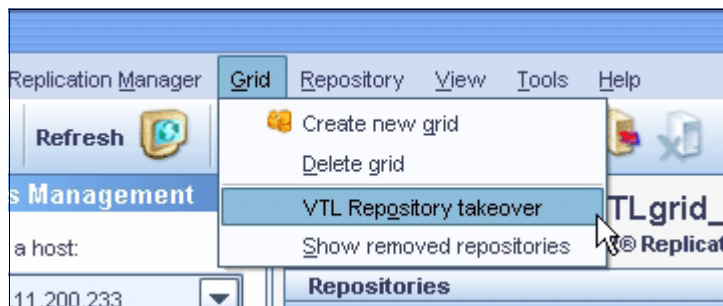 Replication Manager Grid Repository View Tools Help
Refresh
Create new grid
Delete grid
s Management
VTL Repository takeover
TLgrid_
a host:
Show removed repositories
® Replicat
11.200.233
Repositories